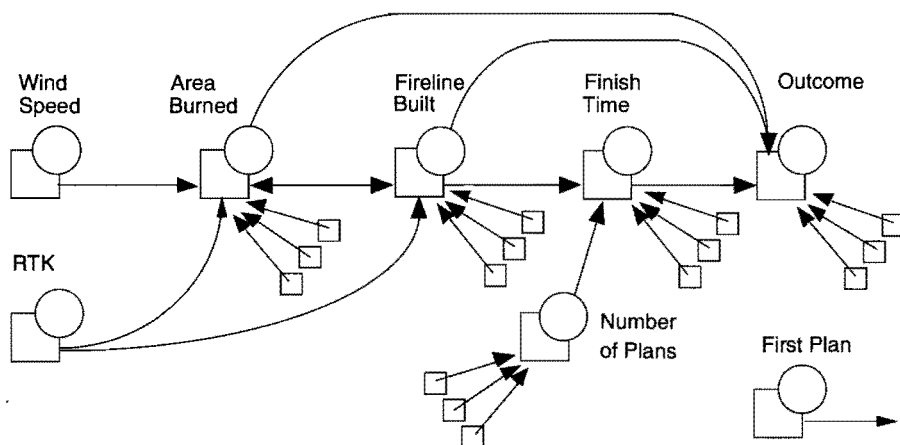 Wind
Speed
Area
Burned
Fireline
Built
Finish
Time
Outcome
RTK
Number
of Plans
First Plan